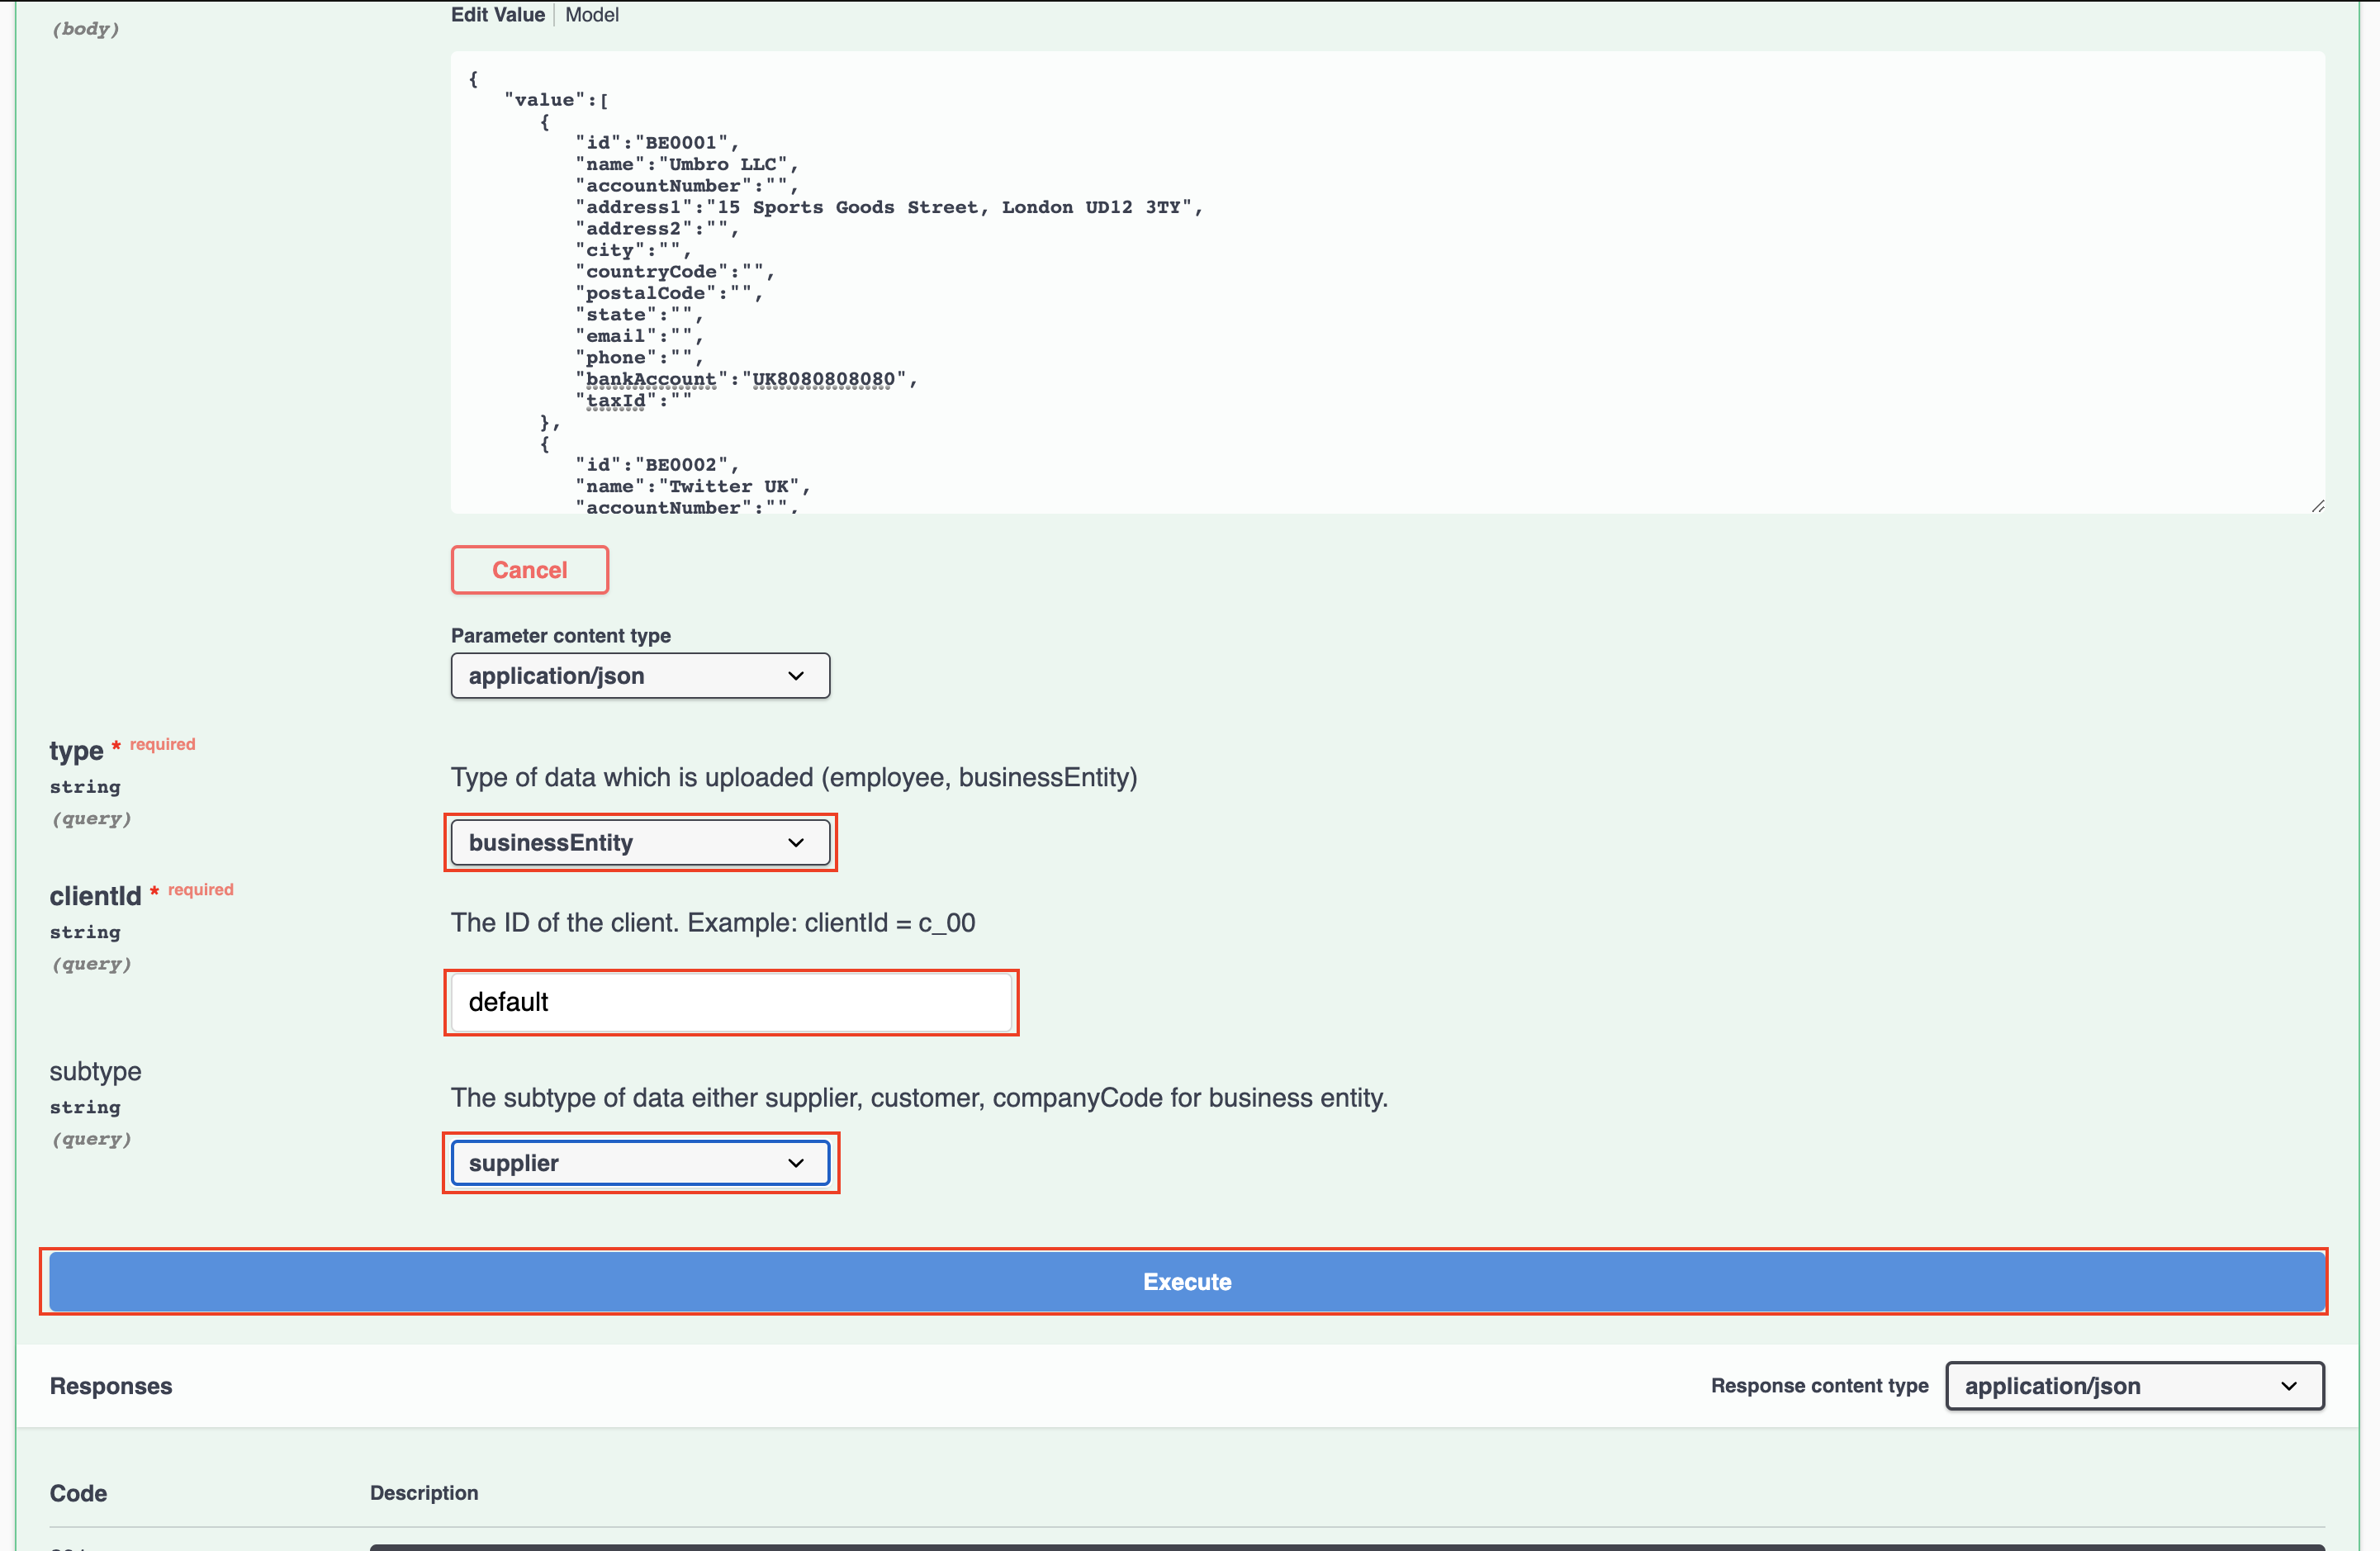 (body)
Edit Value | Model
{
"value":[
{
"id":"BE0001",
"name":"Umbro LLC",
"accountNumber":"",
"address1":"15 Sports Goods Street, London UD12 3TY",
"address2":"",
"city":"",
"countryCode":"",
"postalCode":"",
"state":"",
"email":"",
"phone":"",
"bankAccount":"UK8080808080",
"taxId":""
},
{
"id":"BE0002",
"name":"Twitter UK",
"accountNumber":"",
Cancel
Parameter content type
application/json
type * required
string
(query)
Type of data which is uploaded (employee, businessEntity)
businessEntity
clientId * required
string
(query)
The ID of the client. Example: clientId = c_00
default
subtype
string
(query)
The subtype of data either supplier, customer, companyCode for business entity.
supplier
Execute
Responses
Response content type
application/json
Code
Description